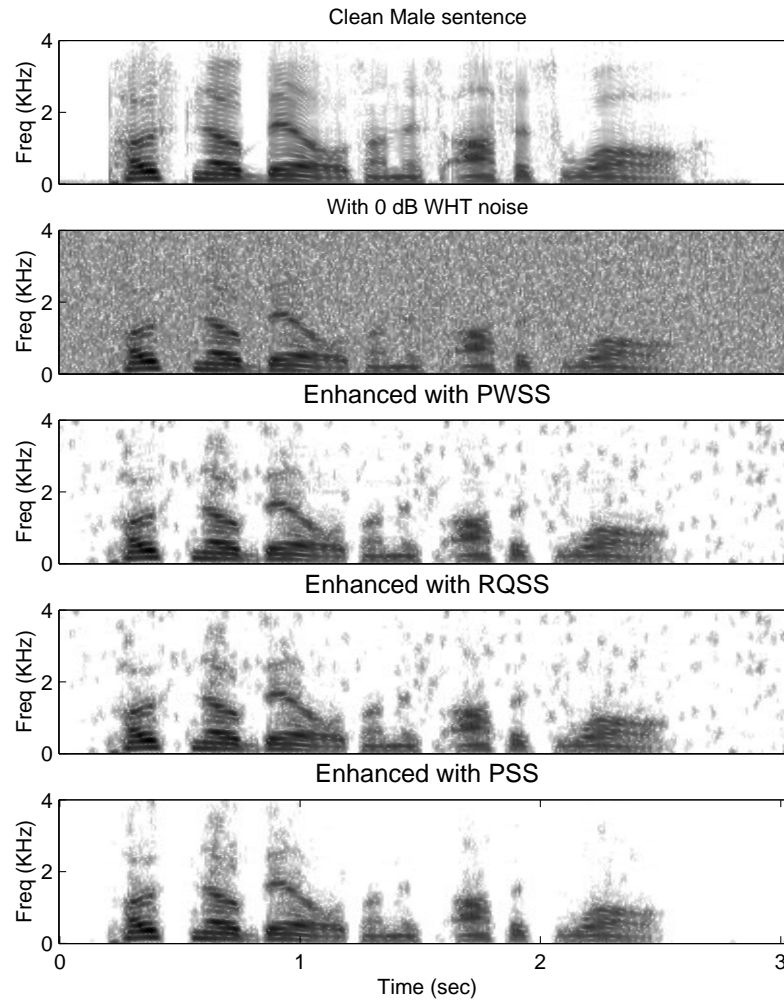 Clean Male sentence
4
2
0
Freq (KHz)
With 0 dB WHT noise
4
2
0
Freq (KHz)
Enhanced with PWSS
4
2
0
Freq (KHz)
Enhanced with RQSS
4
2
0
Freq (KHz)
Enhanced with PSS
4
2
0
Freq (KHz)
0 1 2 3
Time (sec)